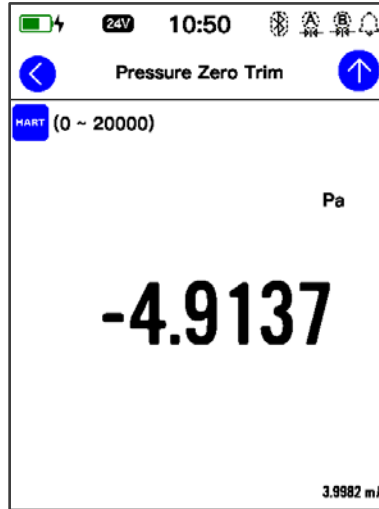 24V 10:50 A B
Pressure Zero Trim
HART (0 ~ 20000)
Pa
-4.9137
3.9982